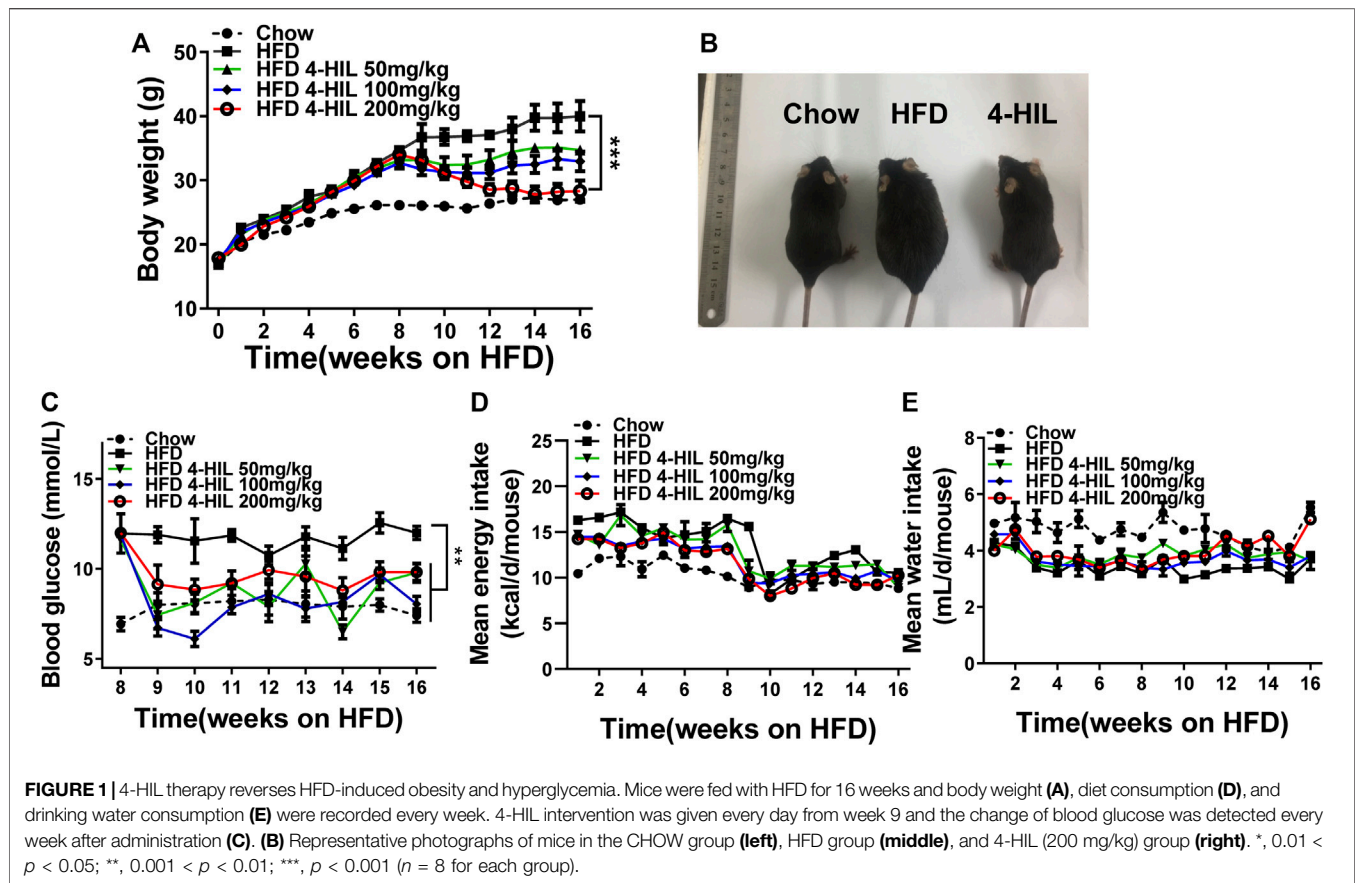 A
Chow
HFD
HFD 4-HIL 50mg/kg
HFD 4-HIL 100mg/kg
HFD 4-HIL 200mg/kg
Body weight (g)
50
40
30
20
10
0 2 4 6 8 10 12 14 16
Time(weeks on HFD)
***
B
Chow HFD 4-HIL
C
Chow
HFD
HFD 4-HIL 50mg/kg
HFD 4-HIL 100mg/kg
HFD 4-HIL 200mg/kg
Blood glucose (mmol/L)
15
10
5
8 9 10 11 12 13 14 15 16
Time(weeks on HFD)
**
D
Chow
HFD
HFD 4-HIL 50mg/kg
HFD 4-HIL 100mg/kg
HFD 4-HIL 200mg/kg
Mean energy intake
(kcal/d/mouse)
25
20
15
10
5
0
2 4 6 8 10 12 14 16
Time(weeks on HFD)
E
Chow
HFD
HFD 4-HIL 50mg/kg
HFD 4-HIL 100mg/kg
HFD 4-HIL 200mg/kg
Mean water intake
(mL/d/mouse)
8
6
4
2
0
2 4 6 8 10 12 14 16
Time(weeks on HFD)
FIGURE 1 | 4-HIL therapy reverses HFD-induced obesity and hyperglycemia. Mice were fed with HFD for 16 weeks and body weight (A), diet consumption (D), and
drinking water consumption (E) were recorded every week. 4-HIL intervention was given every day from week 9 and the change of blood glucose was detected every
week after administration (C). (B) Representative photographs of mice in the CHOW group (left), HFD group (middle), and 4-HIL (200 mg/kg) group (right). *, 0.01 <
p < 0.05; **, 0.001 < p < 0.01; ***, p < 0.001 (n = 8 for each group).